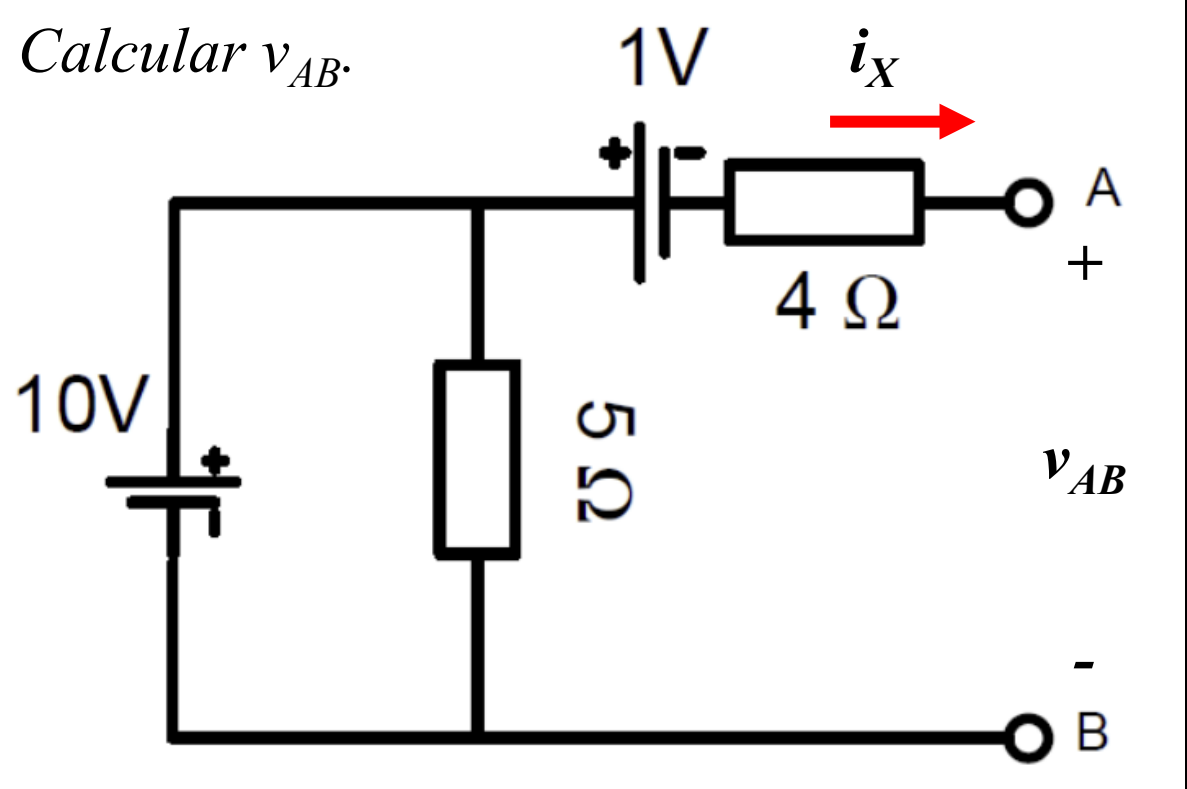 Calcular vAB.
1V
iX
+ -
A
+
4 Ω
10V
+
-
5 Ω
vAB
-
B